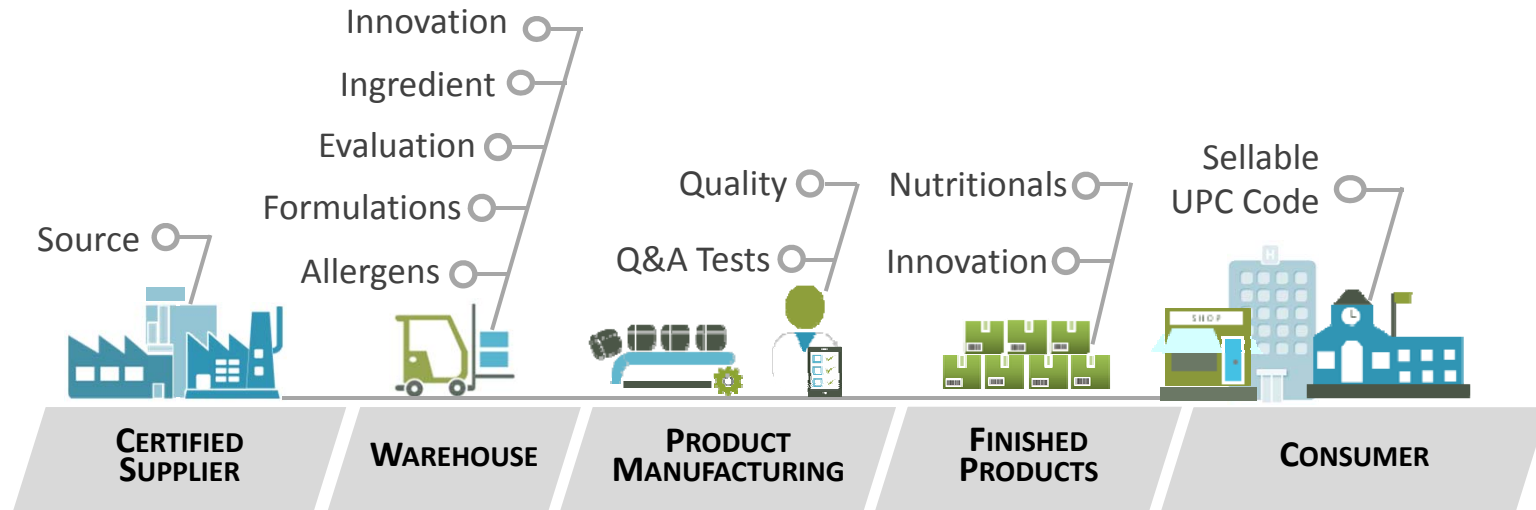 Innovation
Ingredient
Evaluation
Formulations
Allergens
Source
Quality
Q&A Tests
Nutritionals
Innovation
Sellable
UPC Code
H
SHOP
CERTIFIED
SUPPLIER
WAREHOUSE
PRODUCT
MANUFACTURING
FINISHED
PRODUCTS
CONSUMER